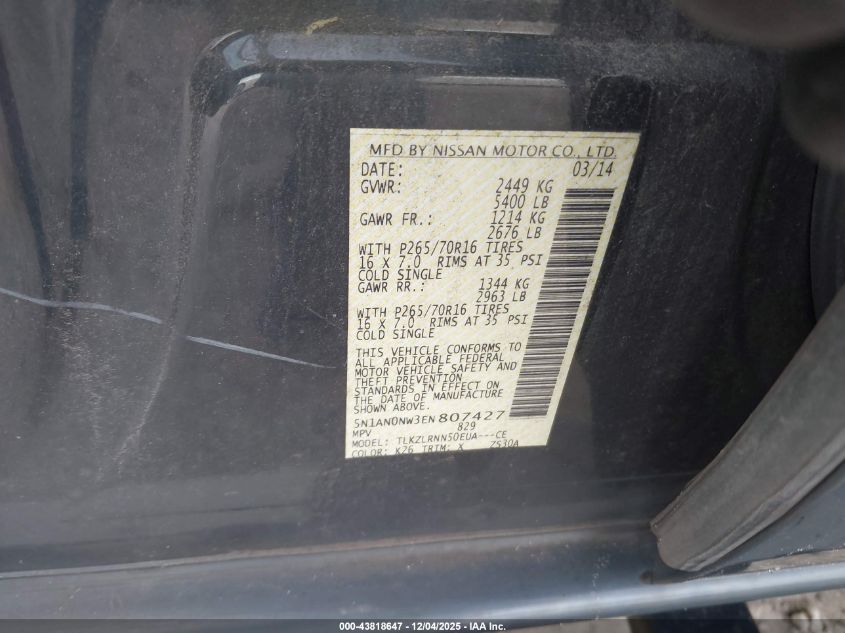 MFD BY NISSAN MOTOR CO., LTD.
DATE: 03/14
GVWR: 2449 KG
5400 LB
GAWR FR.: 1214 KG
2676 LB
WITH P265/70R16 TIRES
16 X 7.0 RIMS AT 35 PSI
COLD SINGLE
GAWR RR.: 1344 KG
2963 LB
WITH P265/70R16 TIRES
16 X 7.0 RIMS AT 35 PSI
COLD SINGLE
THIS VEHICLE CONFORMS TO
ALL APPLICABLE FEDERAL
MOTOR VEHICLE SAFETY AND
THEFT PREVENTION
STANDARDS IN EFFECT ON
THE DATE OF MANUFACTURE
SHOWN ABOVE.
5N1AN0NW3EN807427
MPV 829
MODEL: TLKZLRNN50EUA---CE
COLOR: KZ6 TRIM: X ZS30A
000-43818647 - 12/04/2025 - IAA Inc.